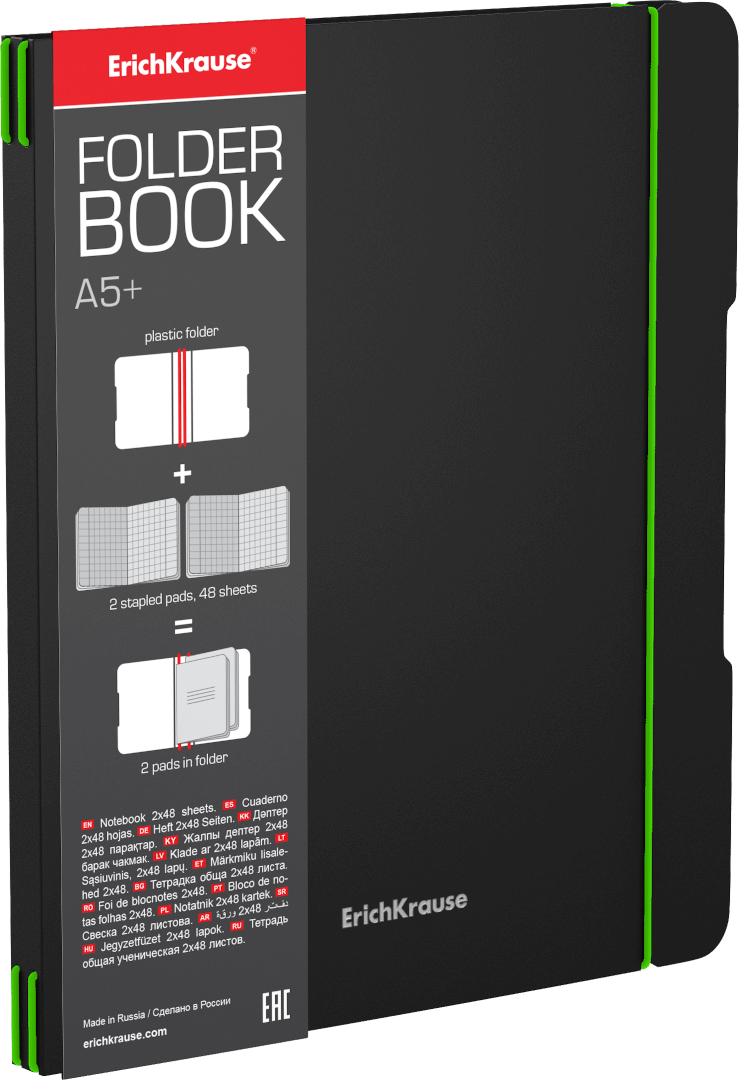 ErichKrause®
FOLDER
BOOK
A5+
plastic folder
+
2 stapled pads, 48 sheets
=
2 pads in folder
EN Notebook 2x48 sheets. ES Cuaderno
2x48 hojas. DE Heft 2x48 Seiten. KK Дәптер
2x48 парақтар. KY Жалпы дептер 2x48
барак чакмак. LV Klade ar 2x48 lapām. LT
Sąsiuvinis, 2x48 lapų. ET Märkmiku lisale-
hed 2x48. BG Тетрадка обща 2x48 листа.
RO Foi de blocnotes 2x48. PT Bloco de no-
tas folhas 2x48. PL Notatnik 2x48 kartek. SR
Свеска 2x48 листова. AR دفتر 2x48 ورقة
HU Jegyzetfüzet 2x48 lapok. RU Тетрадь
общая ученическая 2x48 листов.
Made in Russia / Сделано в России
erichkrause.com
EAC
ErichKrause